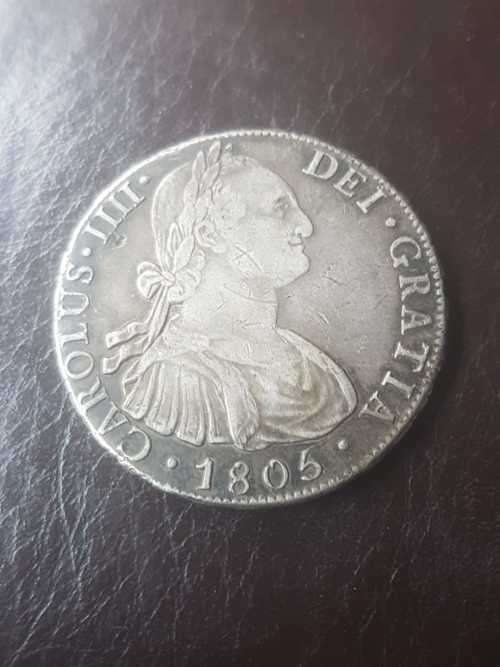 CAROLUS · IIII · DEI · GRATIA ·
· 1805 ·